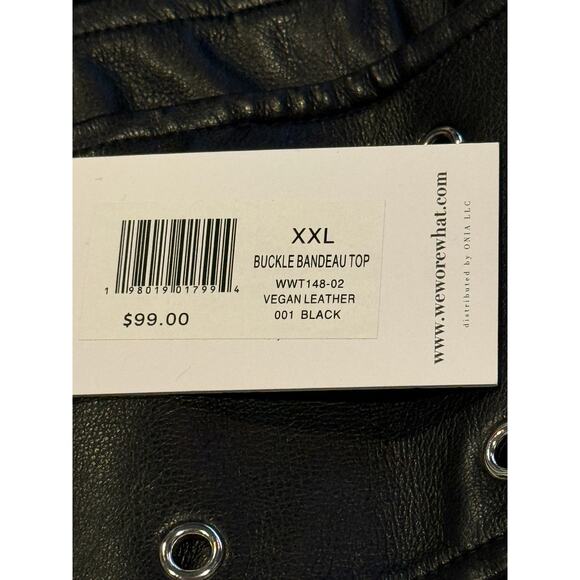 XXL
BUCKLE BANDEAU TOP
WWT148-02
VEGAN LEATHER
001 BLACK
1 98019 01799 4
$99.00
www.weworewhat.com
distributed by ONIA LLC